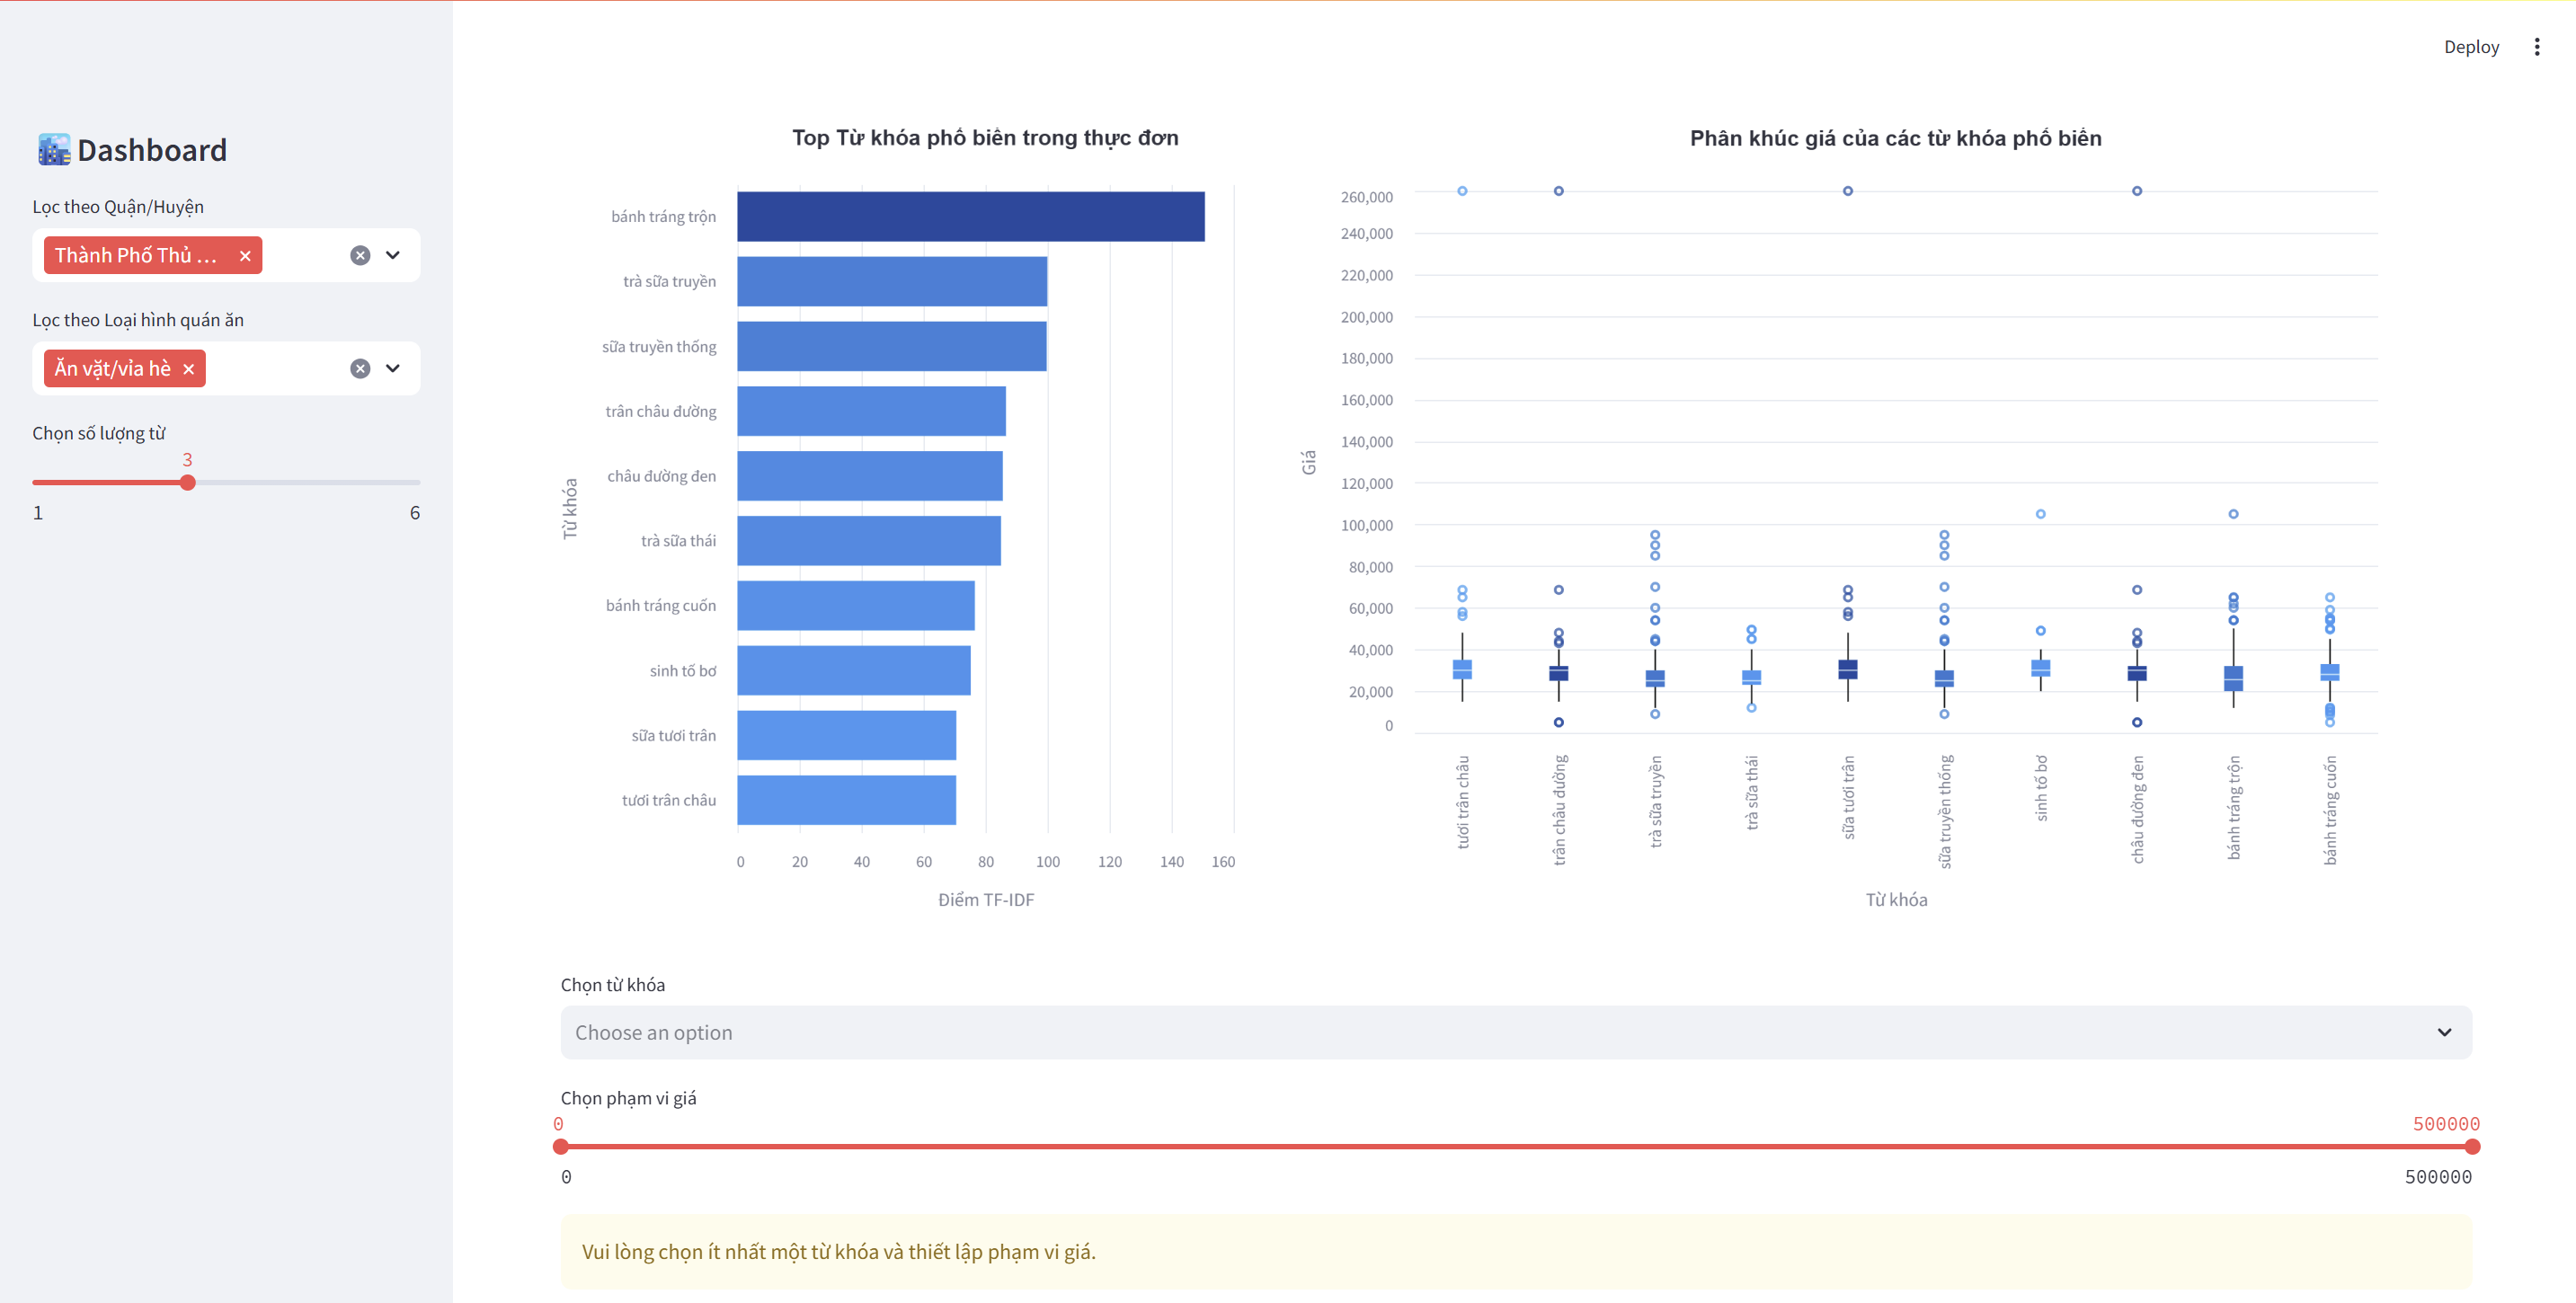 Deploy
Dashboard
Lọc theo Quận/Huyện
Thành Phố Thủ ...
Lọc theo Loại hình quán ăn
Ăn vặt/vỉa hè
Chọn số lượng từ
3
1
6
Top Từ khóa phổ biến trong thực đơn
Từ khóa
bánh tráng trộn
trà sữa truyền
sữa truyền thống
trân châu đường
châu đường đen
trà sữa thái
bánh tráng cuốn
sinh tố bơ
sữa tươi trân
tươi trân châu
0 20 40 60 80 100 120 140 160
Điểm TF-IDF
Phân khúc giá của các từ khóa phổ biến
Giá
260,000
240,000
220,000
200,000
180,000
160,000
140,000
120,000
100,000
80,000
60,000
40,000
20,000
0
tươi trân châu
trân châu đường
trà sữa truyền
trà sữa thái
sữa tươi trân
sữa truyền thống
sinh tố bơ
châu đường đen
bánh tráng trộn
bánh tráng cuốn
Từ khóa
Chọn từ khóa
Choose an option
Chọn phạm vi giá
0 500000
0 500000
Vui lòng chọn ít nhất một từ khóa và thiết lập phạm vi giá.